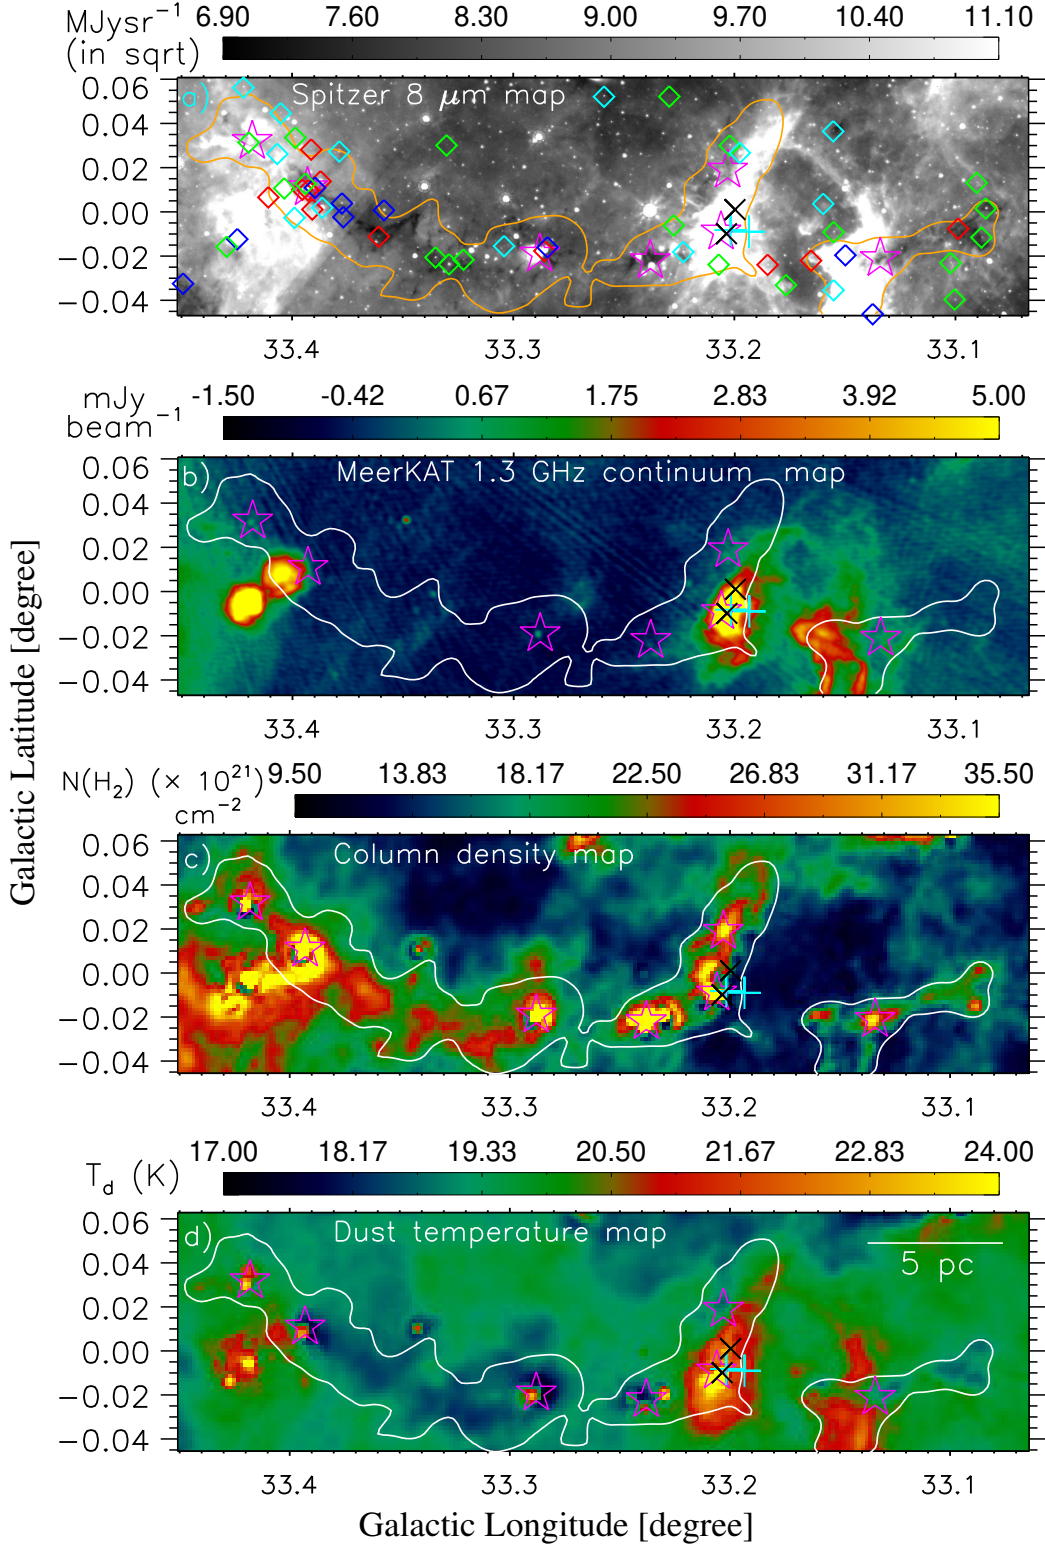 MJysr−1 6.90 7.60 8.30 9.00 9.70 10.40 11.10
(in sqrt)
a) Spitzer 8 μm map
0.06
0.04
0.02
0.00
−0.02
−0.04
33.4 33.3 33.2 33.1
mJy -1.50 -0.42 0.67 1.75 2.83 3.92 5.00
beam−1
b) MeerKAT 1.3 GHz continuum map
0.06
0.04
0.02
0.00
−0.02
−0.04
33.4 33.3 33.2 33.1
N(H2) (× 10^21) 9.50 13.83 18.17 22.50 26.83 31.17 35.50
cm−2
c) Column density map
0.06
0.04
0.02
0.00
−0.02
−0.04
33.4 33.3 33.2 33.1
Td (K) 17.00 18.17 19.33 20.50 21.67 22.83 24.00
d) Dust temperature map
5 pc
0.06
0.04
0.02
0.00
−0.02
−0.04
33.4 33.3 33.2 33.1
Galactic Latitude [degree]
Galactic Longitude [degree]